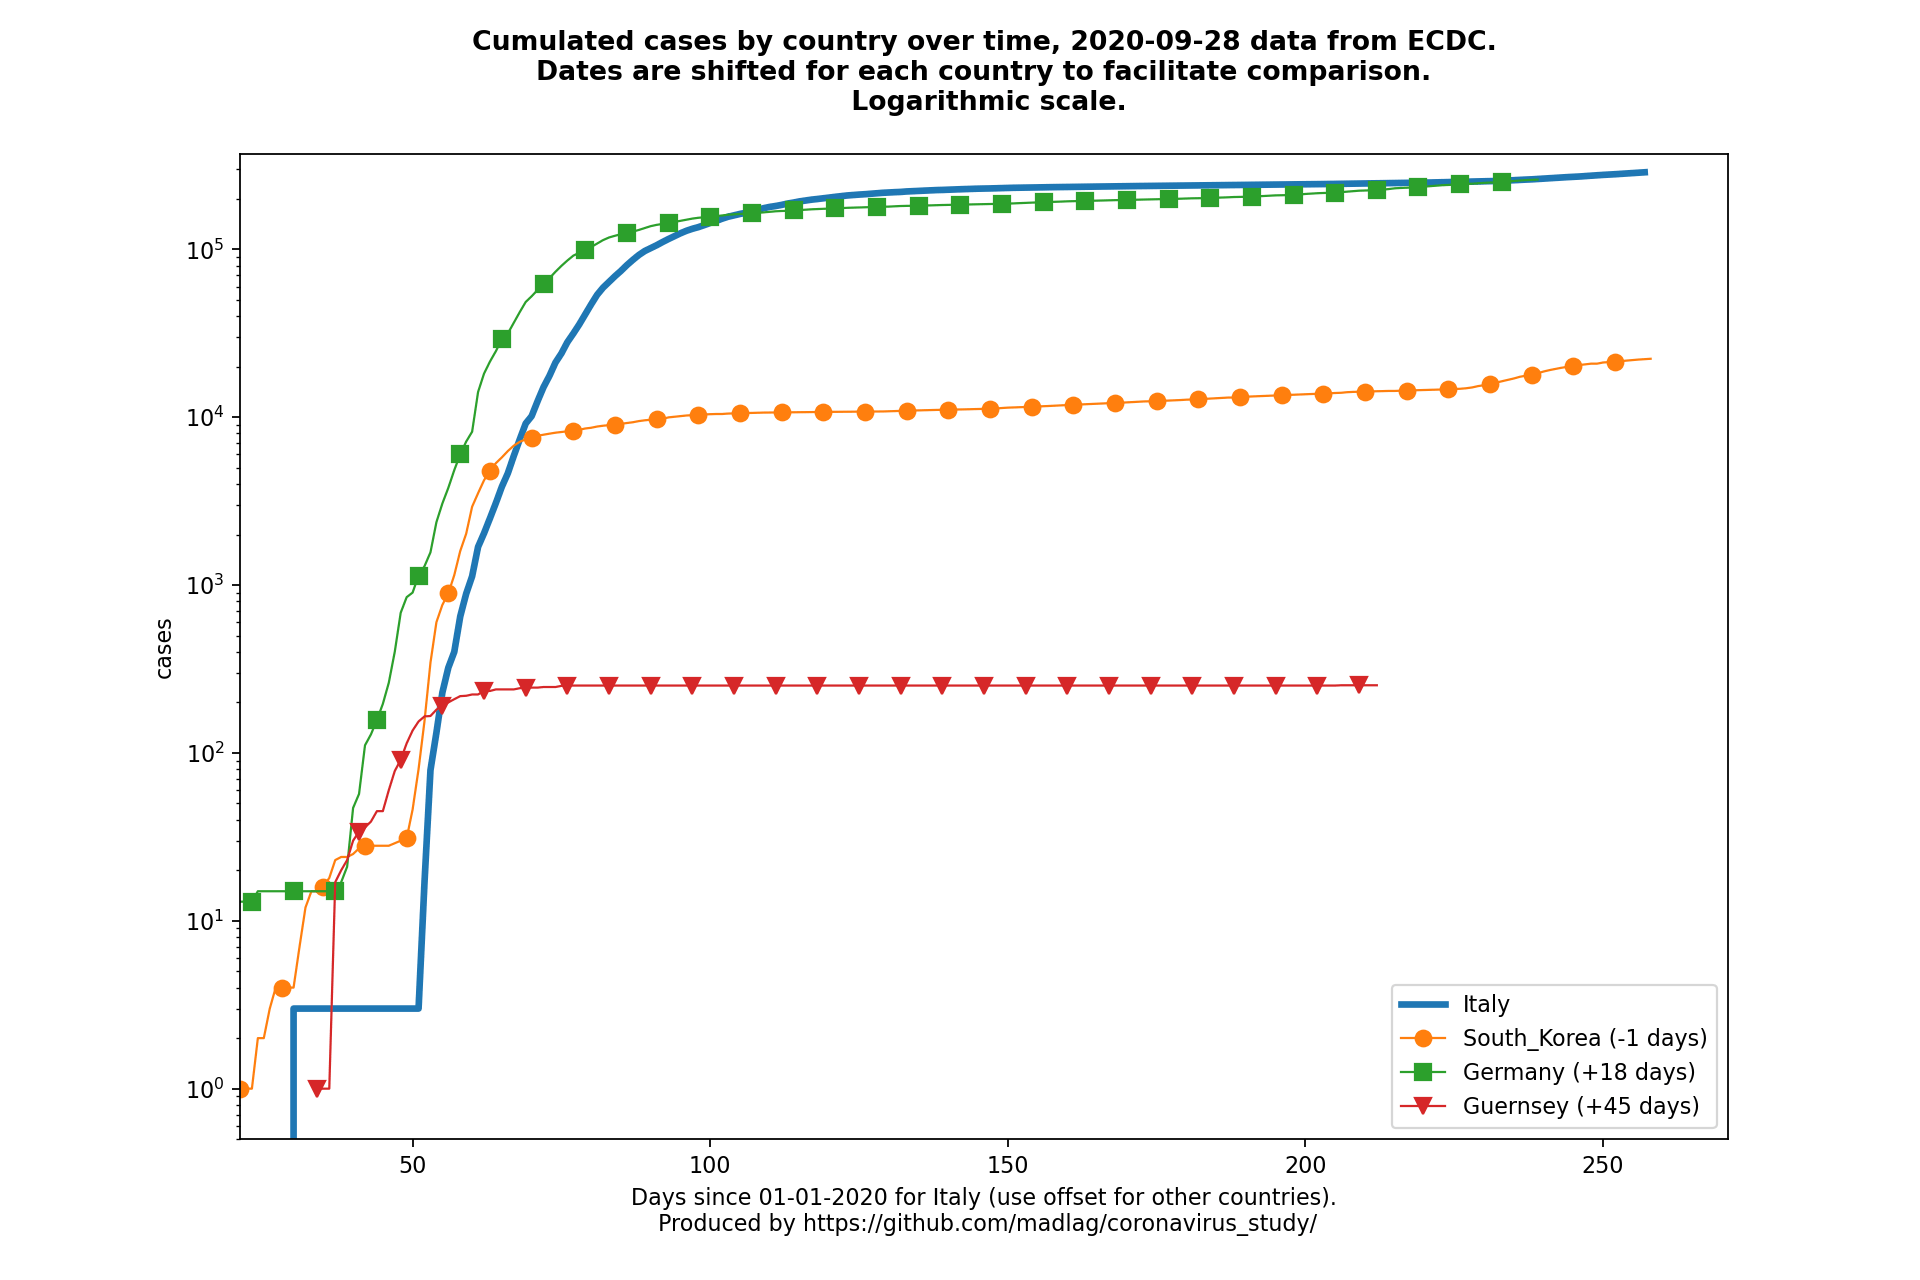 Cumulated cases by country over time, 2020-09-28 data from ECDC.
Dates are shifted for each country to facilitate comparison.
Logarithmic scale.
10^5
10^4
10^3
10^2
10^1
10^0
cases
Italy
South_Korea (-1 days)
Germany (+18 days)
Guernsey (+45 days)
50 100 150 200 250
Days since 01-01-2020 for Italy (use offset for other countries).
Produced by https://github.com/madlag/coronavirus_study/